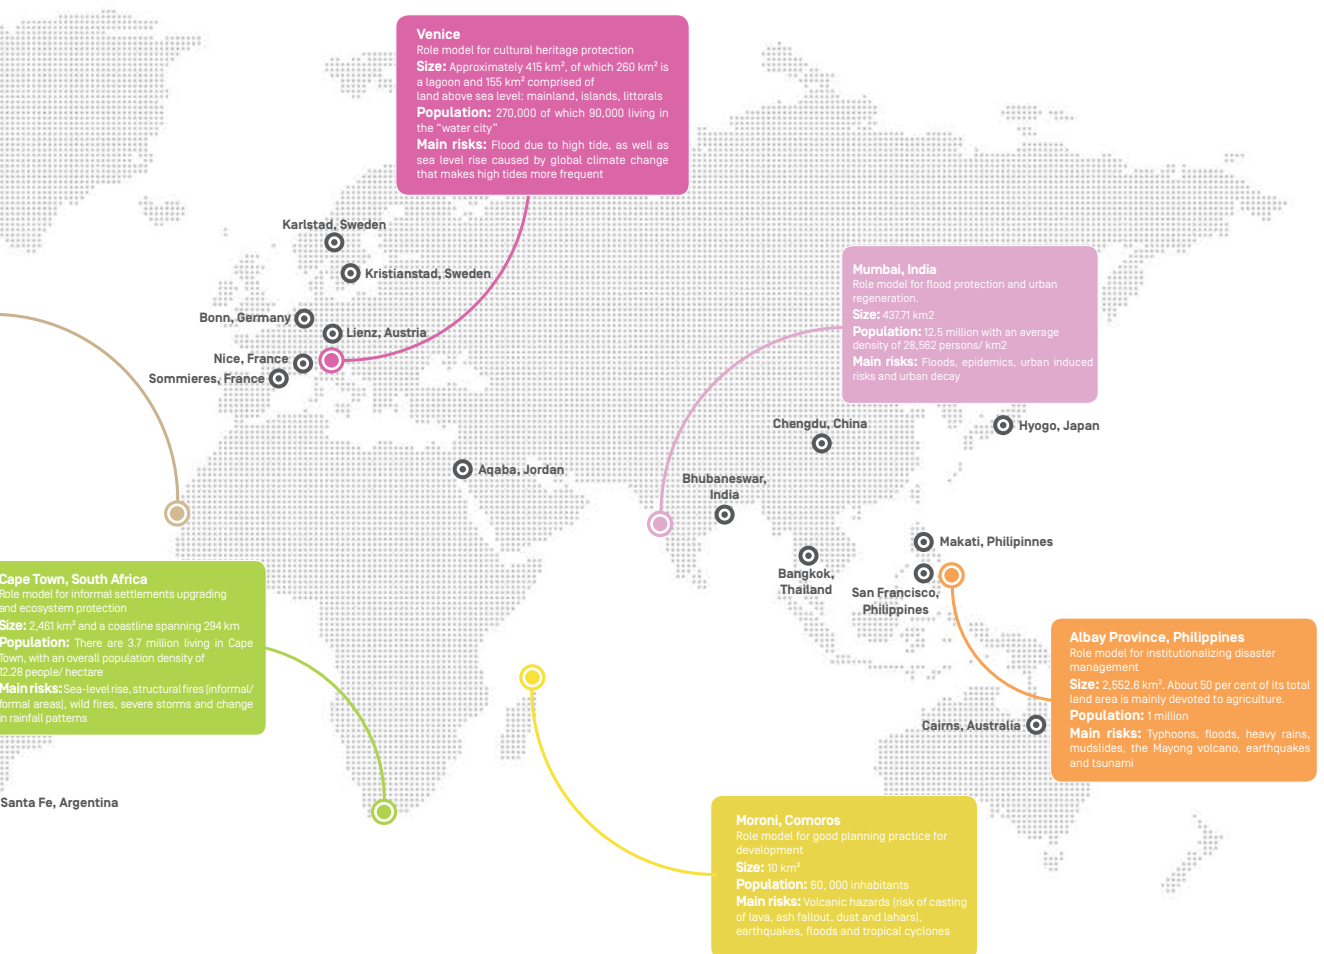 Venice
Role model for cultural heritage protection
Size: Approximately 415 km², of which 260 km² is
a lagoon and 155 km² comprised of
land above sea level: mainland, islands, littorals
Population: 270,000 of which 90,000 living in
the “water city”
Main risks: Flood due to high tide, as well as
sea level rise caused by global climate change
that makes high tides more frequent
Karlstad, Sweden
Kristianstad, Sweden
Bonn, Germany
Lienz, Austria
Nice, France
Sommieres, France
Mumbai, India
Role model for flood protection and urban
regeneration.
Size: 437.71 km2
Population: 12.5 million with an average
density of 28,562 persons/ km2
Main risks: Floods, epidemics, urban induced
risks and urban decay
Chengdu, China
Hyogo, Japan
Aqaba, Jordan
Bhubaneswar,
India
Makati, Philipinnes
Bangkok,
Thailand
San Francisco,
Philippines
Cape Town, South Africa
Role model for informal settlements upgrading
and ecosystem protection
Size: 2,461 km² and a coastline spanning 294 km
Population: There are 3.7 million living in Cape
Town, with an overall population density of
12.28 people/ hectare
Main risks: Sea-level rise, structural fires (informal/
formal areas), wild fires, severe storms and change
in rainfall patterns
Albay Province, Philippines
Role model for institutionalizing disaster
management
Size: 2,552.6 km². About 50 per cent of its total
land area is mainly devoted to agriculture.
Population: 1 million
Main risks: Typhoons, floods, heavy rains,
mudslides, the Mayong volcano, earthquakes
and tsunami
Cairns, Australia
Santa Fe, Argentina
Moroni, Comoros
Role model for good planning practice for
development
Size: 10 km²
Population: 60, 000 inhabitants
Main risks: Volcanic hazards (risk of casting
of lava, ash fallout, dust and lahars),
earthquakes, floods and tropical cyclones